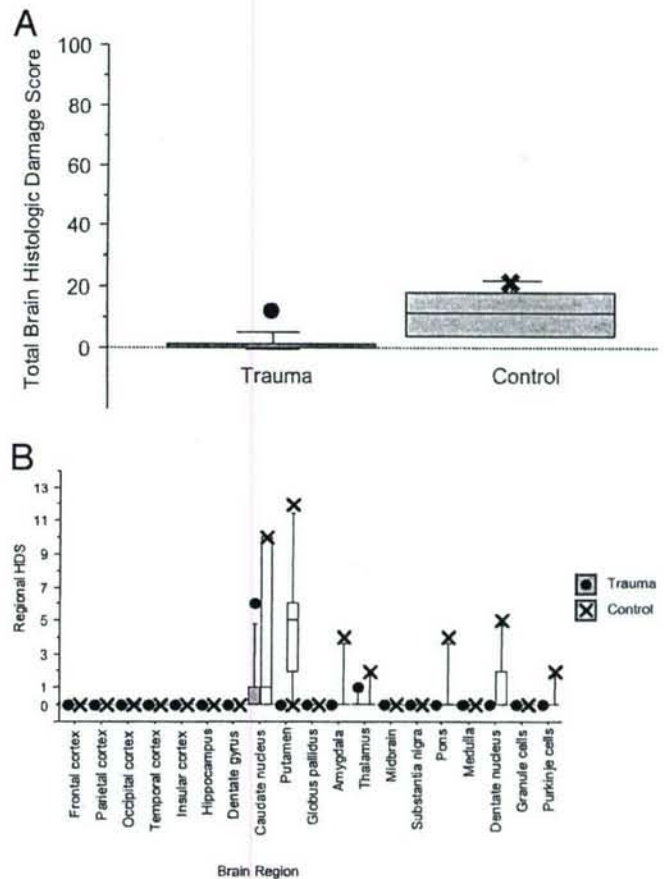 A
Total Brain Histologic Damage Score
100
80
60
40
20
0
Trauma
Control
B
Regional HDS
13
11
9
7
5
3
1
0
Trauma
Control
Frontal cortex
Parietal cortex
Occipital cortex
Temporal cortex
Insular cortex
Hippocampus
Dentate gyrus
Caudate nucleus
Putamen
Globus pallidus
Amygdala
Thalamus
Midbrain
Substantia nigra
Pons
Medulla
Dentate nucleus
Granule cells
Purkinje cells
Brain Region